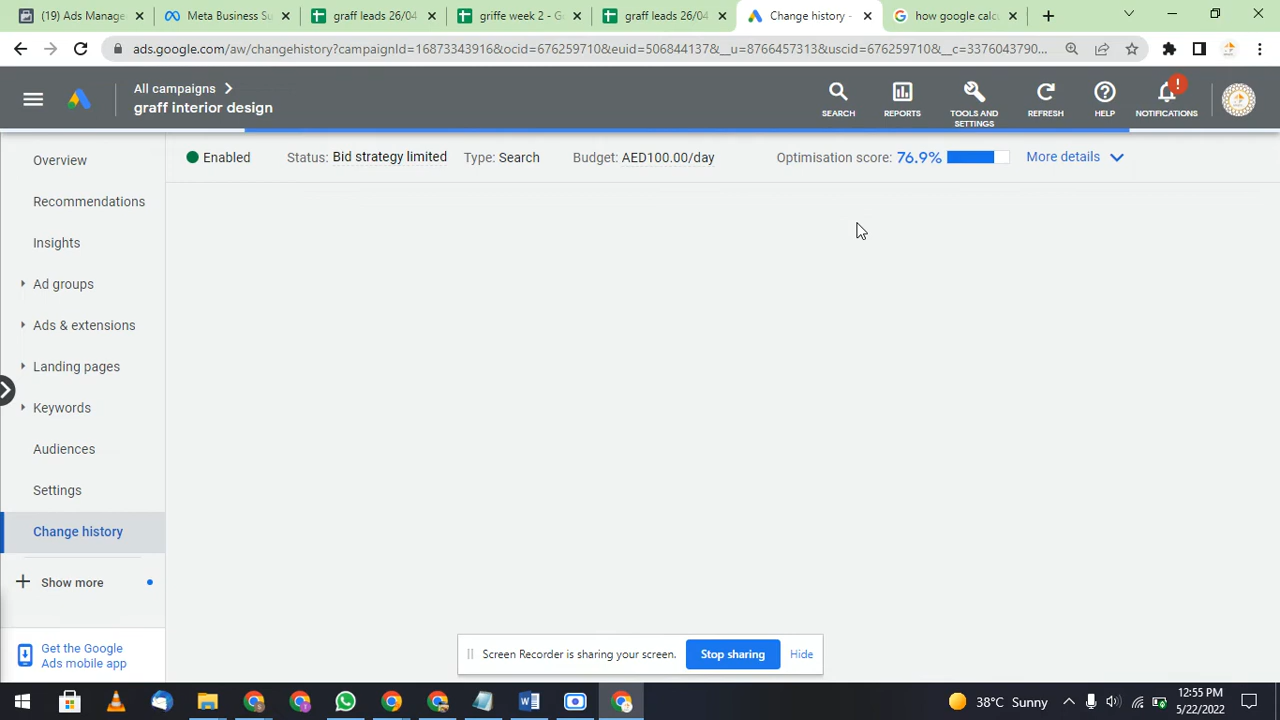 (19) Ads Manage
Meta Business Su
graff leads 26/04
griffe week 2 - G
graff leads 26/04
Change history -
how google calc
ads.google.com/aw/changehistory?campaignId=16873343916&ocid=676259710&euid=506844137&__u=8766457313&uscid=676259710&__c=3376043790...
All campaigns
graff interior design
SEARCH
REPORTS
TOOLS AND
SETTINGS
REFRESH
HELP
!
NOTIFICATIONS
Enabled
Status: Bid strategy limited
Type: Search
Budget: AED100.00/day
Optimisation score: 76.9%
More details
Overview
Recommendations
Insights
Ad groups
Ads & extensions
Landing pages
Keywords
Audiences
Settings
Change history
Show more
Get the Google
Ads mobile app
Screen Recorder is sharing your screen.
Stop sharing
Hide
38°C Sunny
12:55 PM
5/22/2022